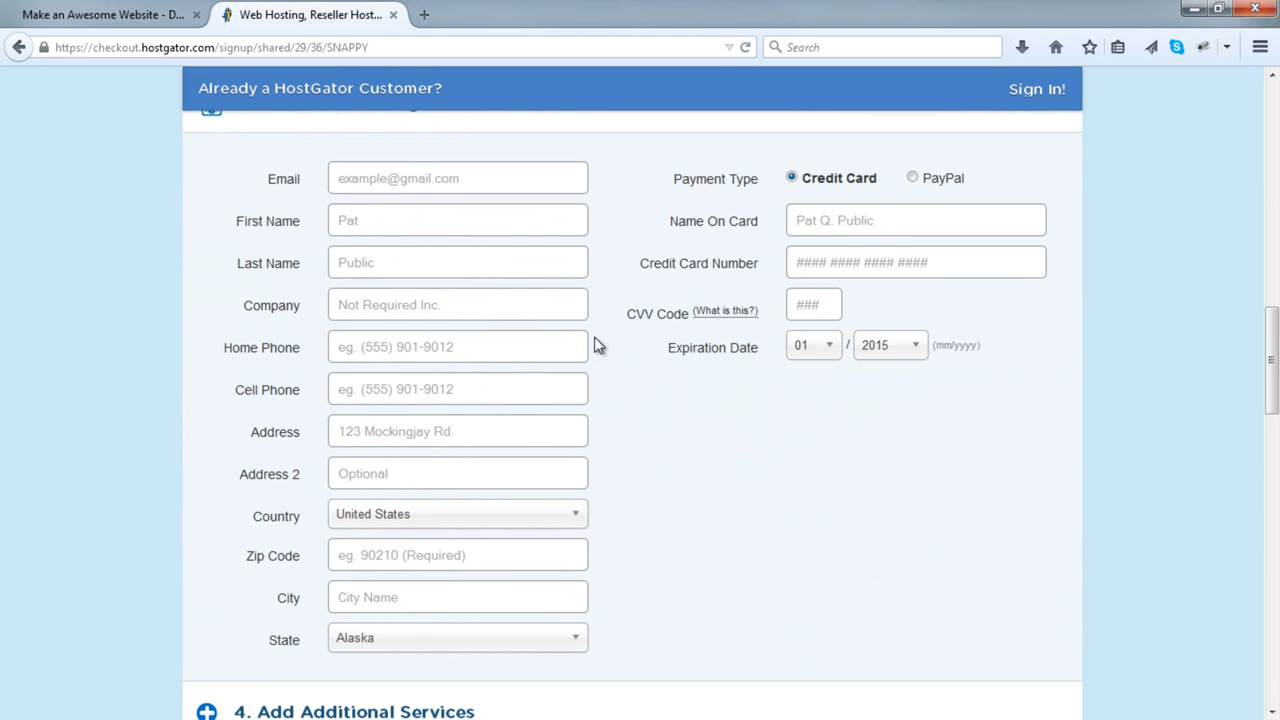 Make an Awesome Website - D...
Web Hosting, Reseller Host...
https://checkout.hostgator.com/signup/shared/29/36/SNAPPY
Search
Already a HostGator Customer?
Sign In!
Email
example@gmail.com
Payment Type
Credit Card
PayPal
First Name
Pat
Name On Card
Pat Q. Public
Last Name
Public
Credit Card Number
#### #### #### ####
Company
Not Required Inc.
CVV Code (What is this?)
###
Home Phone
eg. (555) 901-9012
Expiration Date
01 / 2015 (mm/yyyy)
Cell Phone
eg. (555) 901-9012
Address
123 Mockingjay Rd.
Address 2
Optional
Country
United States
Zip Code
eg. 90210 (Required)
City
City Name
State
Alaska
4. Add Additional Services